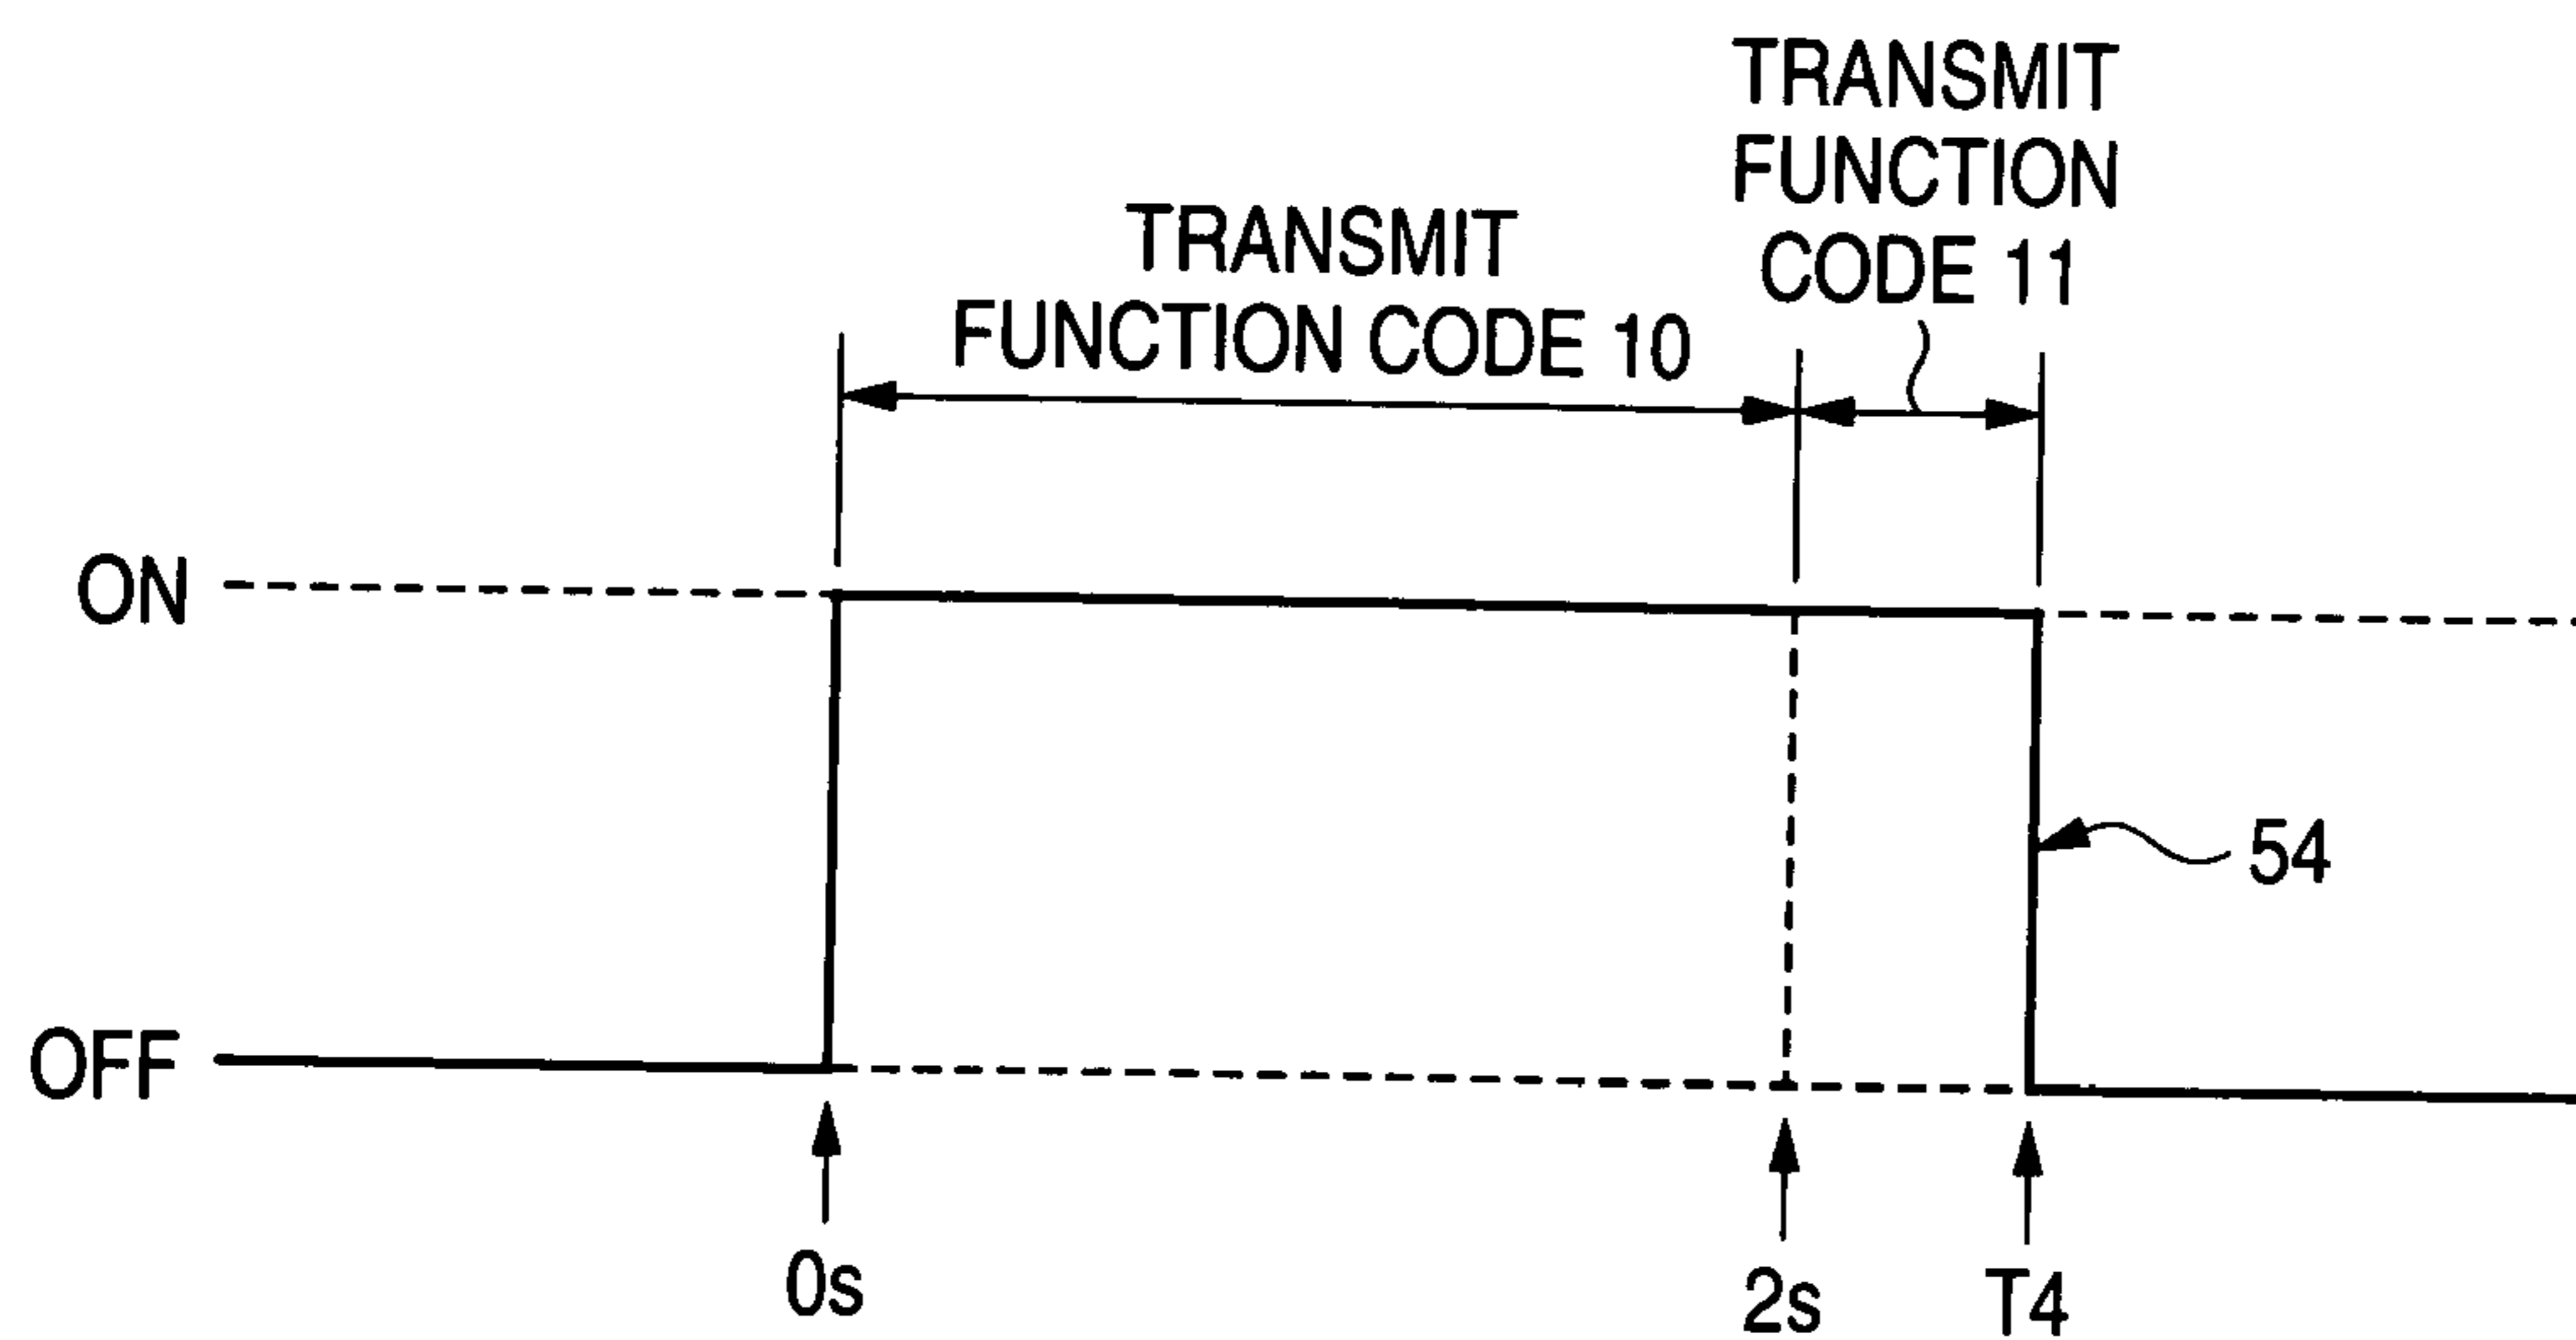 TRANSMIT
FUNCTION
CODE 11
TRANSMIT
FUNCTION CODE 10
ON
54
OFF
0s
2s
T4